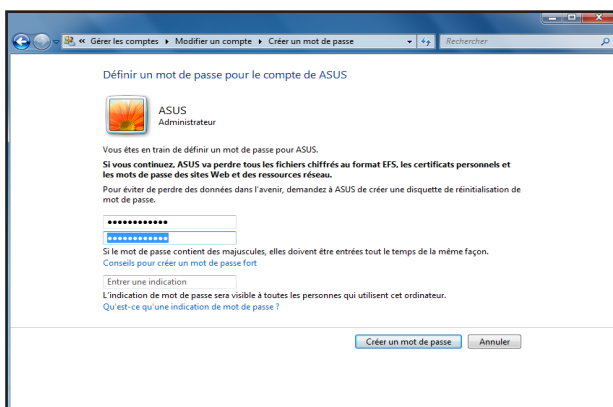 « Gérer les comptes ▸ Modifier un compte ▸ Créer un mot de passe
Rechercher
Définir un mot de passe pour le compte de ASUS
ASUS
Administrateur
Vous êtes en train de définir un mot de passe pour ASUS.
Si vous continuez, ASUS va perdre tous les fichiers chiffrés au format EFS, les certificats personnels et
les mots de passe des sites Web et des ressources réseau.
Pour éviter de perdre des données dans l'avenir, demandez à ASUS de créer une disquette de réinitialisation de
mot de passe.
●●●●●●●●●●●●
●●●●●●●●●●●●
Si le mot de passe contient des majuscules, elles doivent être entrées tout le temps de la même façon.
Conseils pour créer un mot de passe fort
Entrer une indication
L'indication de mot de passe sera visible à toutes les personnes qui utilisent cet ordinateur.
Qu'est-ce qu'une indication de mot de passe ?
Créer un mot de passe
Annuler